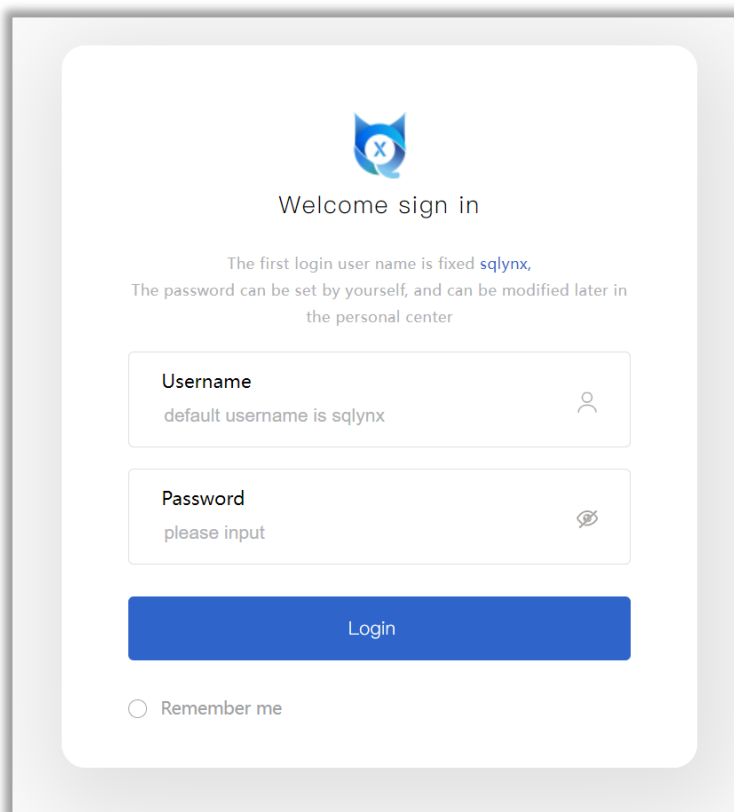 X
Welcome sign in
The first login user name is fixed sqlynx,
The password can be set by yourself, and can be modified later in
the personal center
Username
default username is sqlynx
Password
please input
Login
Remember me